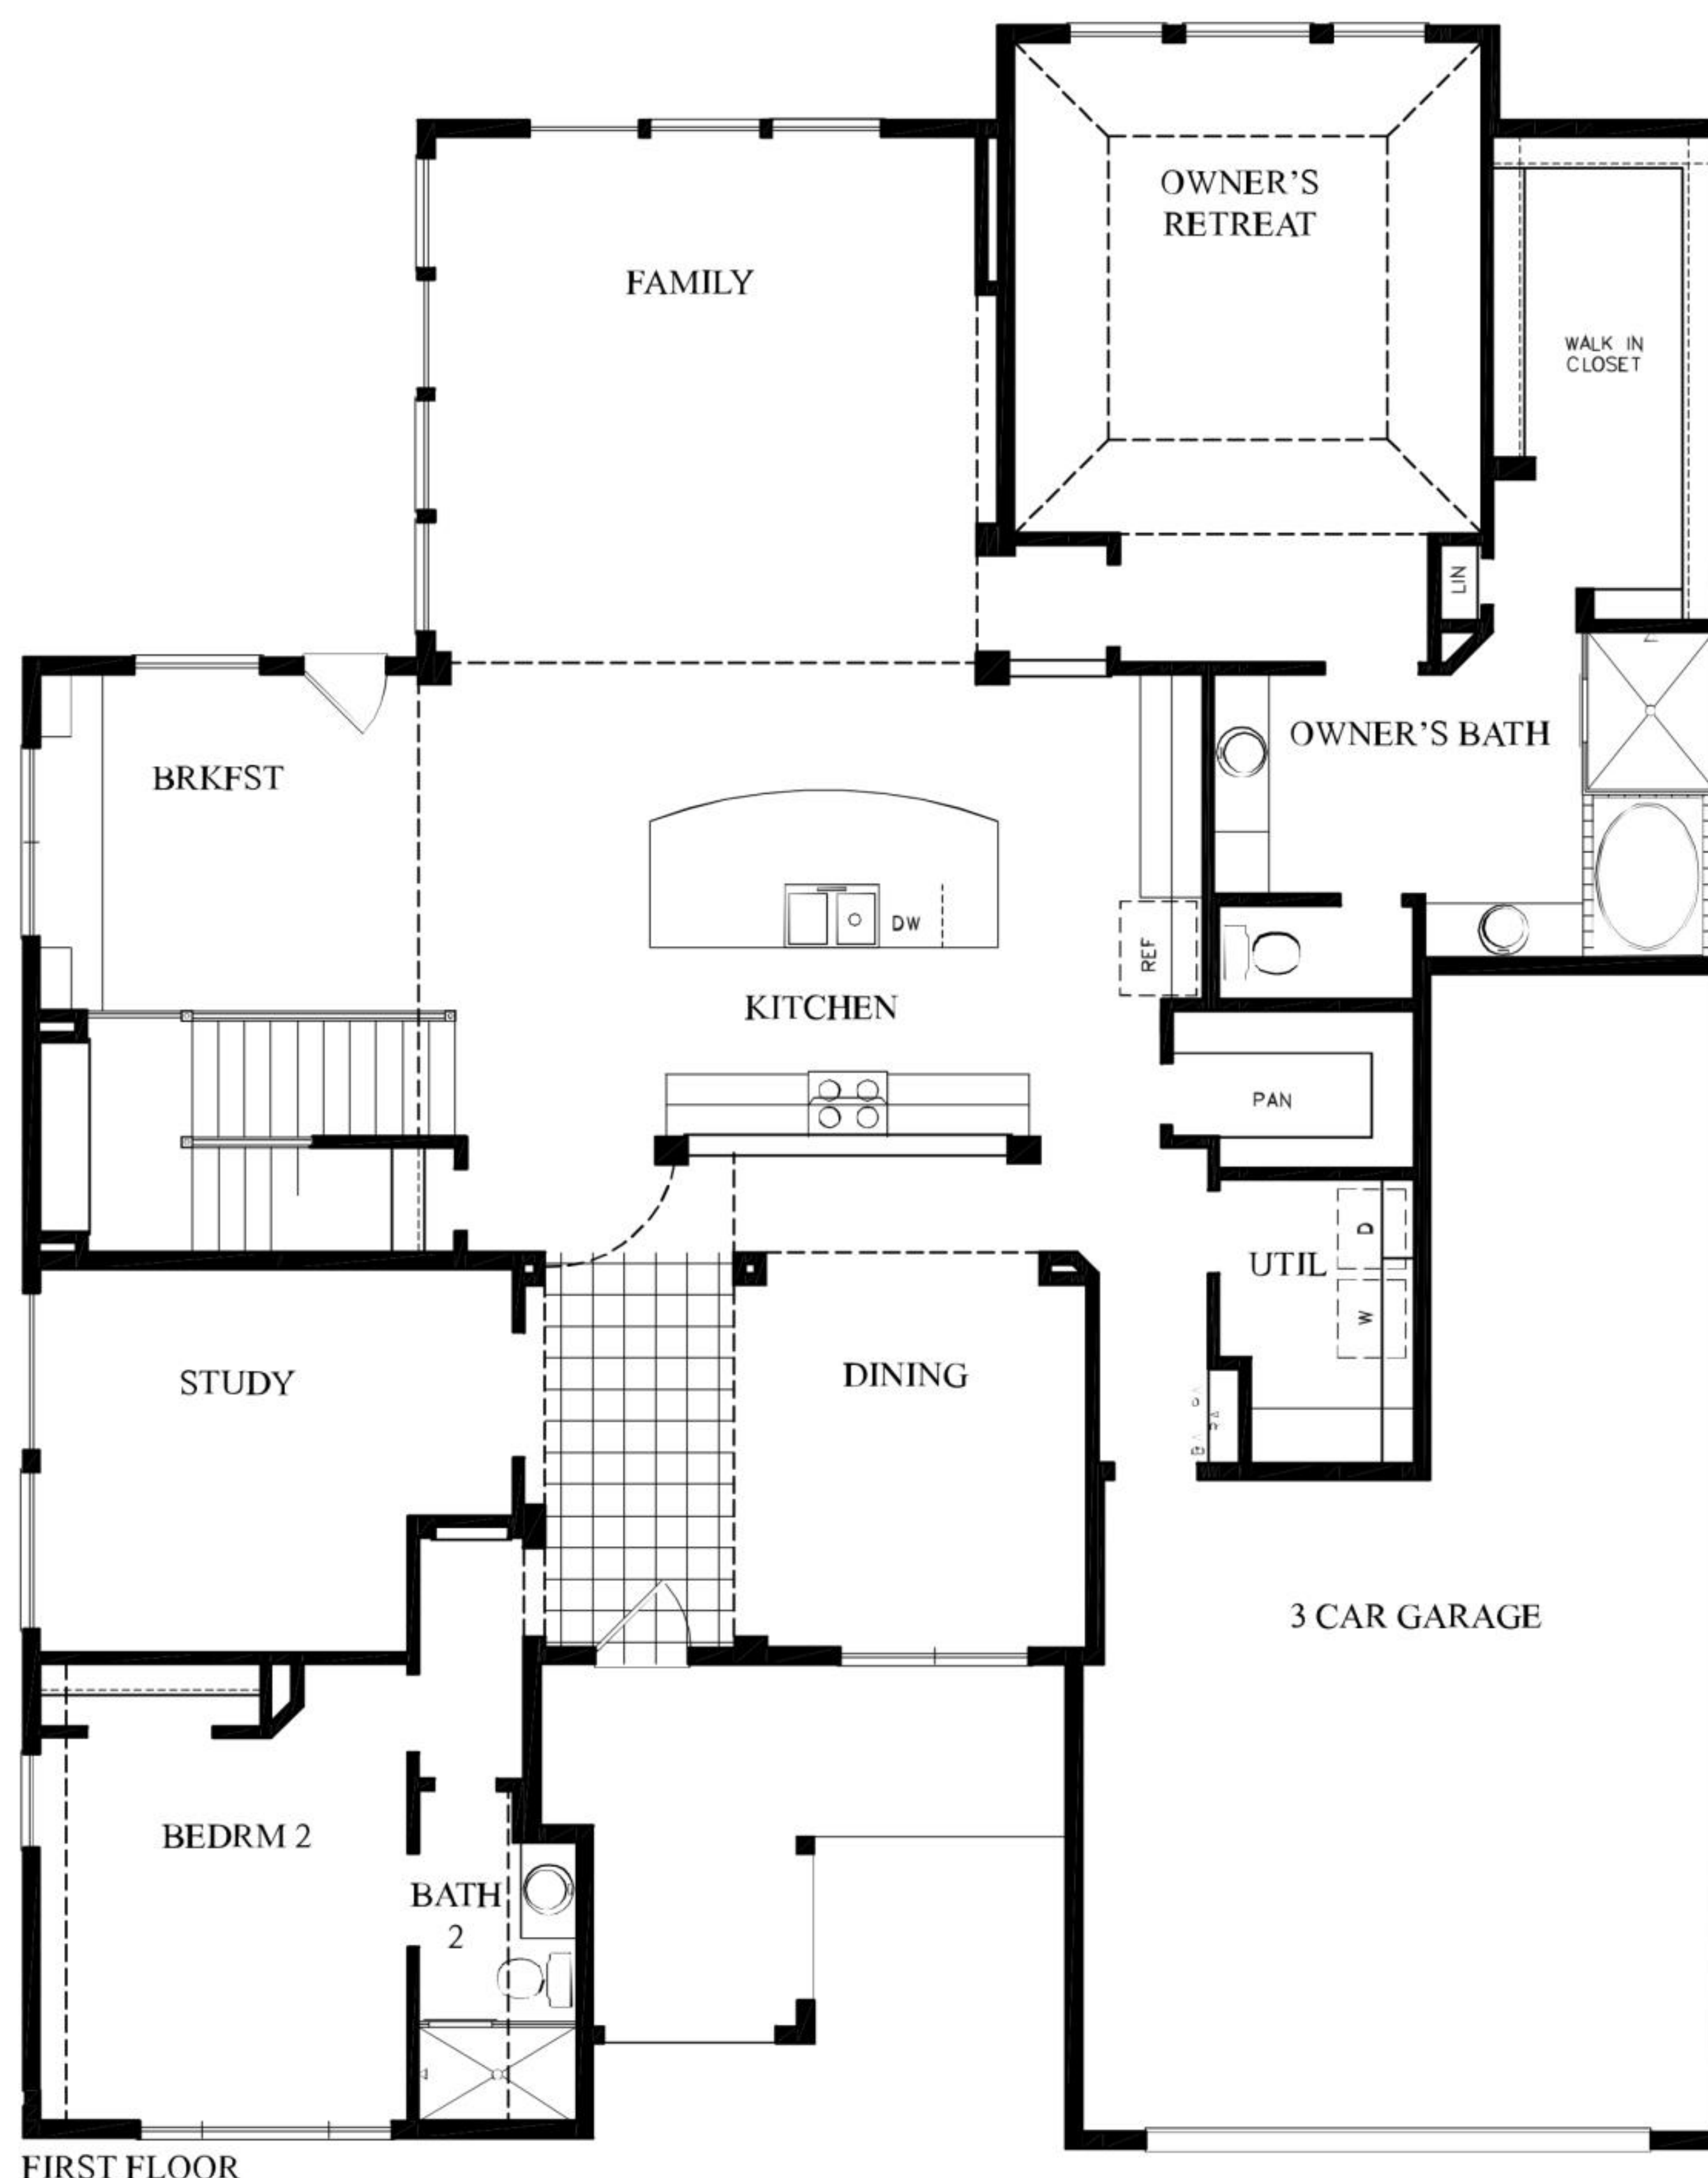 OWNER'S
RETREAT
FAMILY
WALK IN
CLOSET
LIN
OWNER'S BATH
BRKFST
DW
REF
KITCHEN
PAN
D
UTIL
W
STUDY
DINING
3 CAR GARAGE
BEDRM 2
BATH
2
FIRST FLOOR